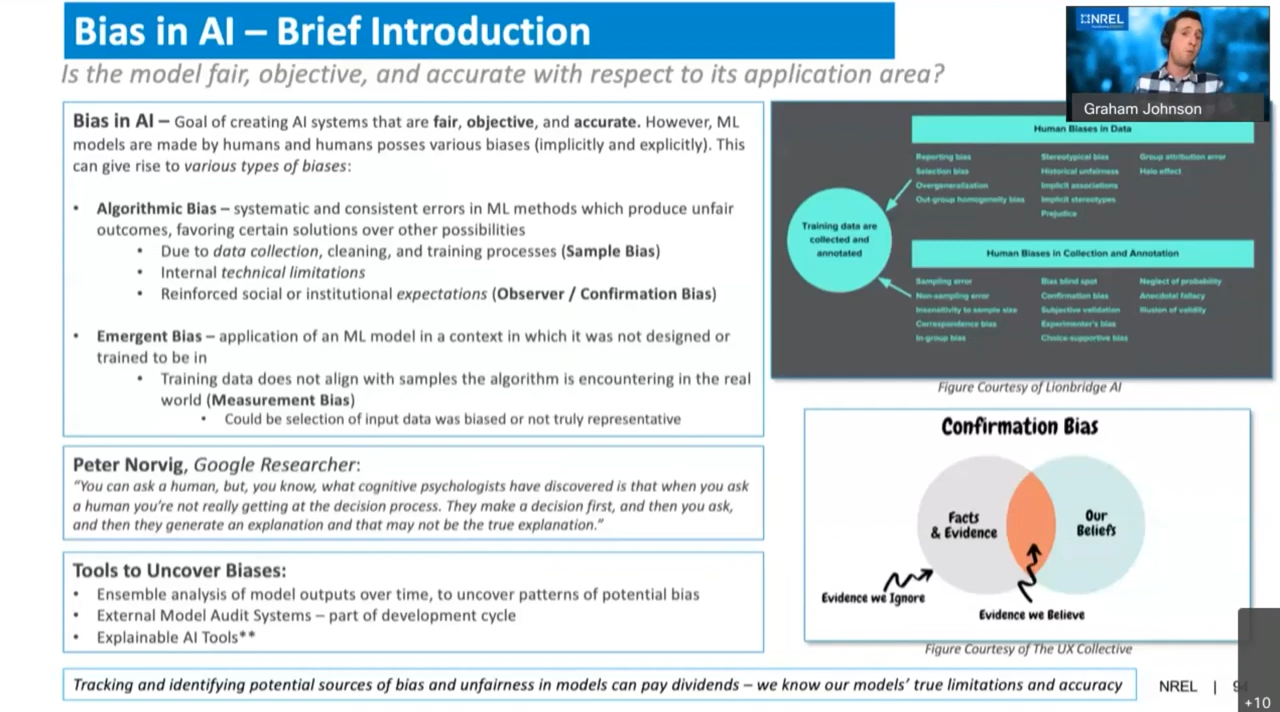 Bias in AI – Brief Introduction
Is the model fair, objective, and accurate with respect to its application area?
NREL
Graham Johnson
Bias in AI – Goal of creating AI systems that are fair, objective, and accurate. However, ML
models are made by humans and humans posses various biases (implicitly and explicitly). This
can give rise to various types of biases:
• Algorithmic Bias – systematic and consistent errors in ML methods which produce unfair
outcomes, favoring certain solutions over other possibilities
• Due to data collection, cleaning, and training processes (Sample Bias)
• Internal technical limitations
• Reinforced social or institutional expectations (Observer / Confirmation Bias)
• Emergent Bias – application of an ML model in a context in which it was not designed or
trained to be in
• Training data does not align with samples the algorithm is encountering in the real
world (Measurement Bias)
• Could be selection of input data was biased or not truly representative
Peter Norvig, Google Researcher:
“You can ask a human, but, you know, what cognitive psychologists have discovered is that when you ask
a human you’re not really getting at the decision process. They make a decision first, and then you ask,
and then they generate an explanation and that may not be the true explanation.”
Tools to Uncover Biases:
• Ensemble analysis of model outputs over time, to uncover patterns of potential bias
• External Model Audit Systems – part of development cycle
• Explainable AI Tools**
Human Biases in Data
Reporting bias
Selection bias
Overgeneralization
Out-group homogeneity bias
Stereotypical bias
Historical unfairness
Implicit associations
Implicit stereotypes
Prejudice
Group attribution error
Halo effect
Training data are
collected and
annotated
Human Biases in Collection and Annotation
Sampling error
Non-sampling error
Insensitivity to sample size
Correspondence bias
In-group bias
Bias blind spot
Confirmation bias
Subjective validation
Experimenter's bias
Choice-supportive bias
Neglect of probability
Anecdotal fallacy
Illusion of validity
Figure Courtesy of Lionbridge AI
Confirmation Bias
Facts
& Evidence
Our
Beliefs
Evidence we Ignore
Evidence we Believe
Figure Courtesy of The UX Collective
Tracking and identifying potential sources of bias and unfairness in models can pay dividends – we know our models’ true limitations and accuracy
NREL |
+10